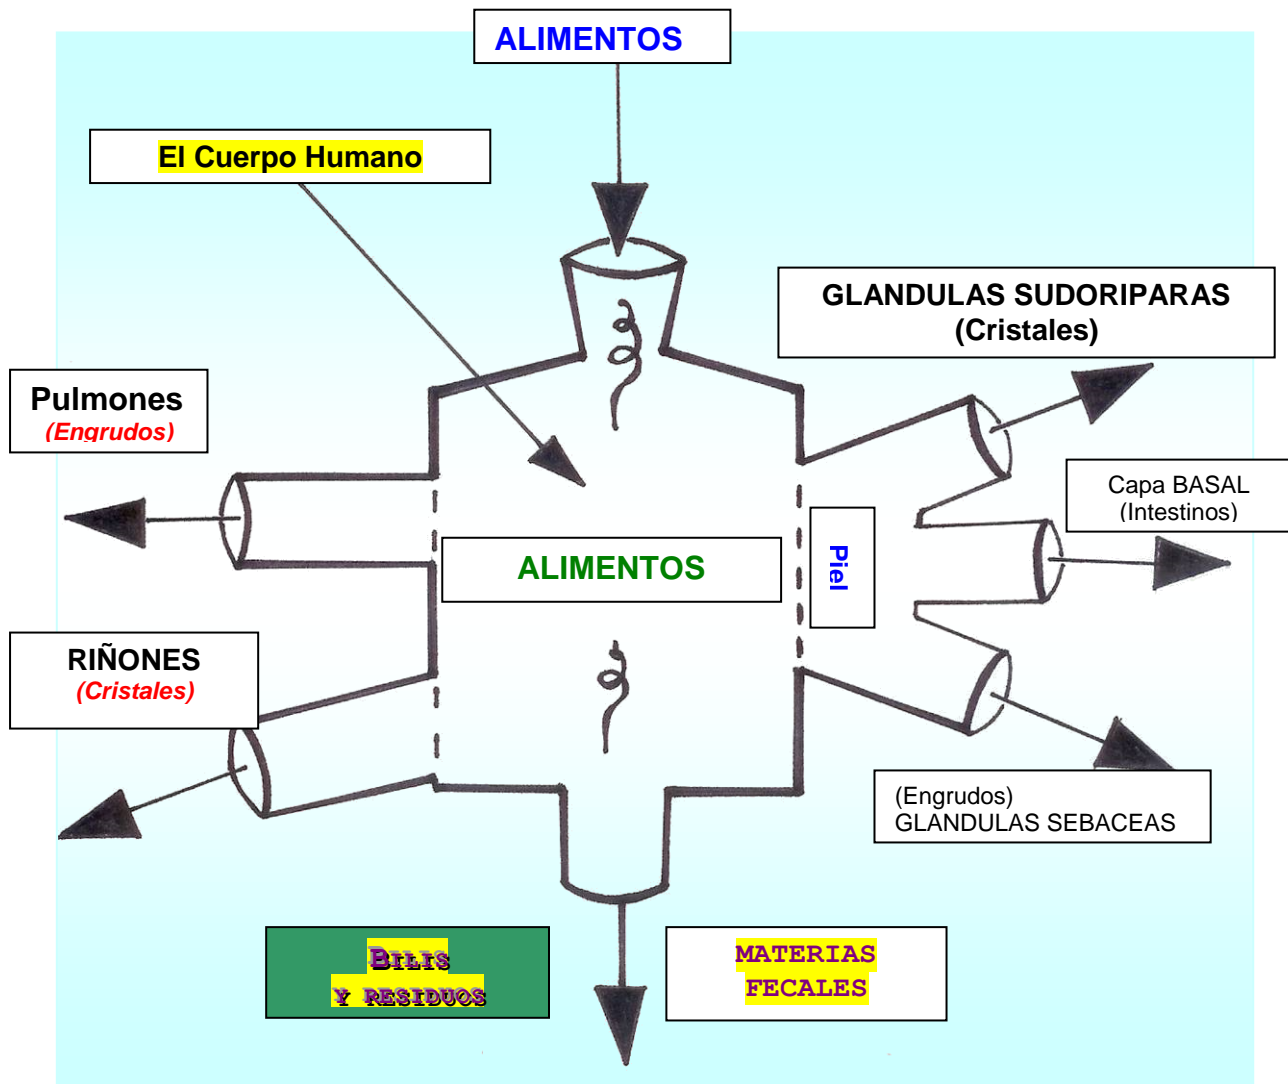 ALIMENTOS
El Cuerpo Humano
GLANDULAS SUDORIPARAS
(Cristales)
Pulmones
(Engrudos)
Capa BASAL
(Intestinos)
ALIMENTOS
Piel
RIÑONES
(Cristales)
(Engrudos)
GLANDULAS SEBACEAS
BILIS
Y RESIDUOS
MATERIAS
FECALES